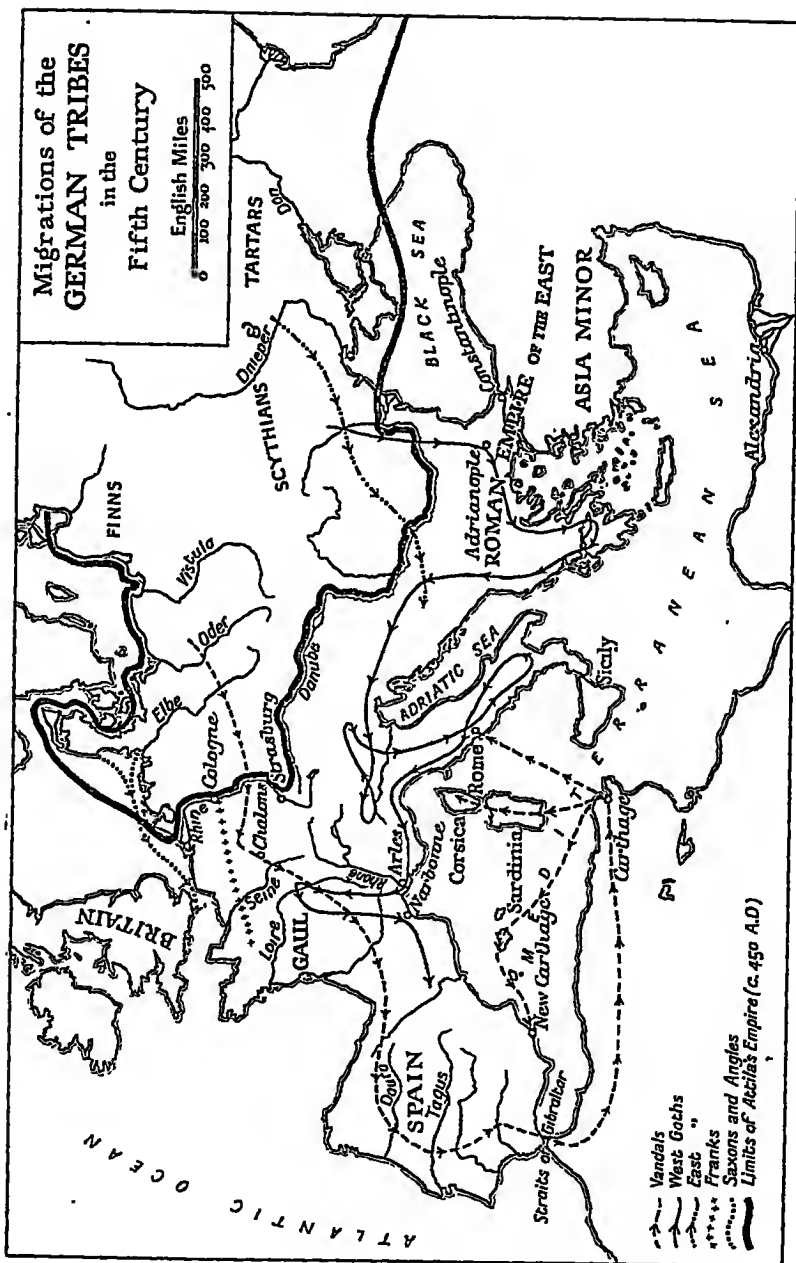 Migrations of the
GERMAN TRIBES
in the
Fifth Century
English Miles
0 100 200 300 400 500
FINNS
TARTARS
Don
Dnieper
SCYTHIANS
Vistula
Oder
Elbe
BRITAIN
Rhine
Cologne
Strasburg
Danube
Chalons
Seine
Loire
GAUL
Rhone
Arles
Narbonne
BLACK SEA
Constantinople
Adrianople
ROMAN EMPIRE OF THE EAST
ASIA MINOR
ADRIATIC SEA
Rome
Corsica
Sardinia
Sicily
ATLANTIC OCEAN
SPAIN
Douro
Tagus
New Carthage
Straits of Gibraltar
Carthage
MEDITERRANEAN SEA
Alexandria
Vandals
West Goths
East "
Franks
Saxons and Angles
Limits of Attila's Empire (c. 450 A.D)